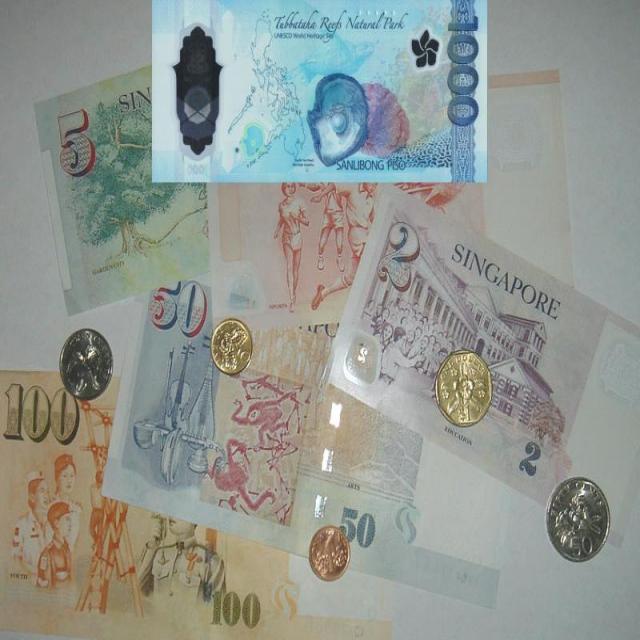 Tubbataha Reefs Natural Park
UNESCO World Heritage Site
1000
SANLIBONG PISO
5
SIN
GARDEN CITY
SPORTS
2
SINGAPORE
EDUCATION
2
50
ARTS
50
100
YOUTH
100